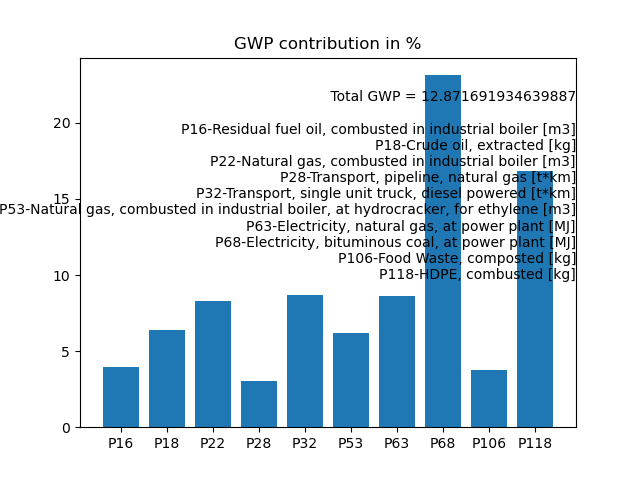 GWP contribution in %
Total GWP = 12.871691934639887
P16-Residual fuel oil, combusted in industrial boiler [m3]
P18-Crude oil, extracted [kg]
P22-Natural gas, combusted in industrial boiler [m3]
P28-Transport, pipeline, natural gas [t*km]
P32-Transport, single unit truck, diesel powered [t*km]
P53-Natural gas, combusted in industrial boiler, at hydrocracker, for ethylene [m3]
P63-Electricity, natural gas, at power plant [MJ]
P68-Electricity, bituminous coal, at power plant [MJ]
P106-Food Waste, composted [kg]
P118-HDPE, combusted [kg]
20
15
10
5
0
P16 P18 P22 P28 P32 P53 P63 P68 P106 P118